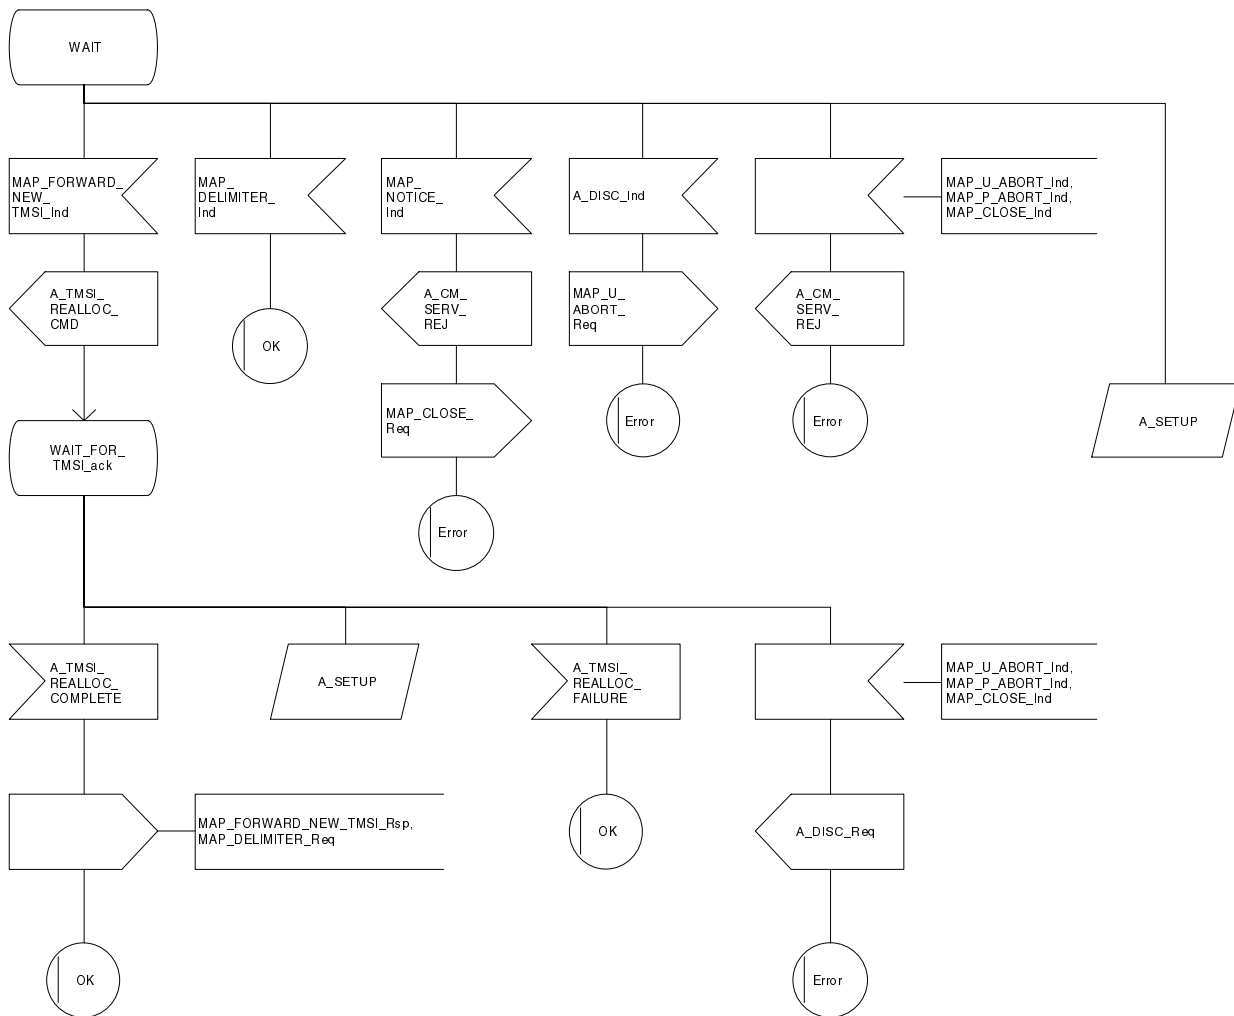 WAIT
MAP_FORWARD_
NEW_
TMSI_Ind
MAP_
DELIMITER_
Ind
MAP_
NOTICE_
Ind
A_DISC_Ind
MAP_U_ABORT_Ind,
MAP_P_ABORT_Ind,
MAP_CLOSE_Ind
A_TMSI_
REALLOC_
CMD
OK
A_CM_
SERV_
REJ
MAP_U_
ABORT_
Req
A_CM_
SERV_
REJ
MAP_CLOSE_
Req
Error
Error
A_SETUP
WAIT_FOR_
TMSI_ack
Error
A_TMSI_
REALLOC_
COMPLETE
A_SETUP
A_TMSI_
REALLOC_
FAILURE
MAP_U_ABORT_Ind,
MAP_P_ABORT_Ind,
MAP_CLOSE_Ind
MAP_FORWARD_NEW_TMSI_Rsp,
MAP_DELIMITER_Req
OK
A_DISC_Req
OK
Error